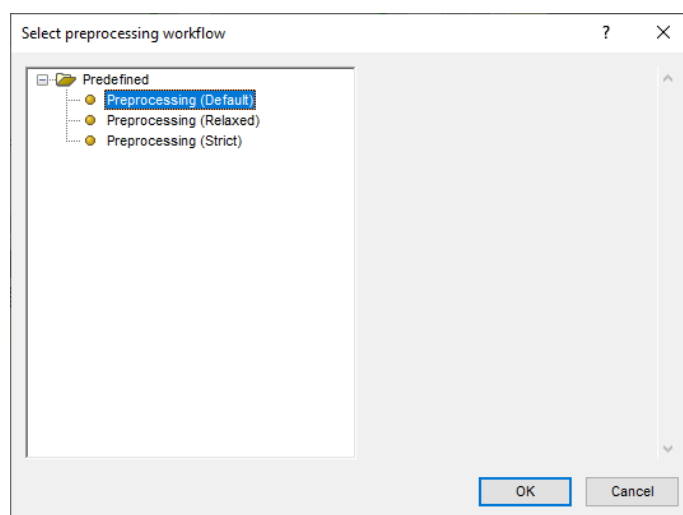 Select preprocessing workflow
?
Predefined
Preprocessing (Default)
Preprocessing (Relaxed)
Preprocessing (Strict)
OK Cancel